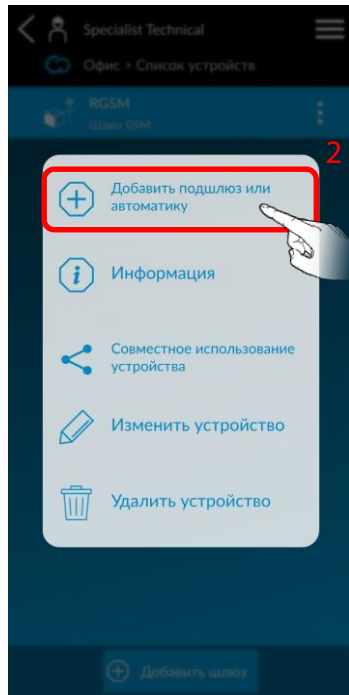 Specialist Technical
Офис > Список устройств
RGSM
Шлюз GSM
2
Добавить подшлюз или
автоматику
Информация
Совместное использование
устройства
Изменить устройство
Удалить устройство
Добавить шлюз